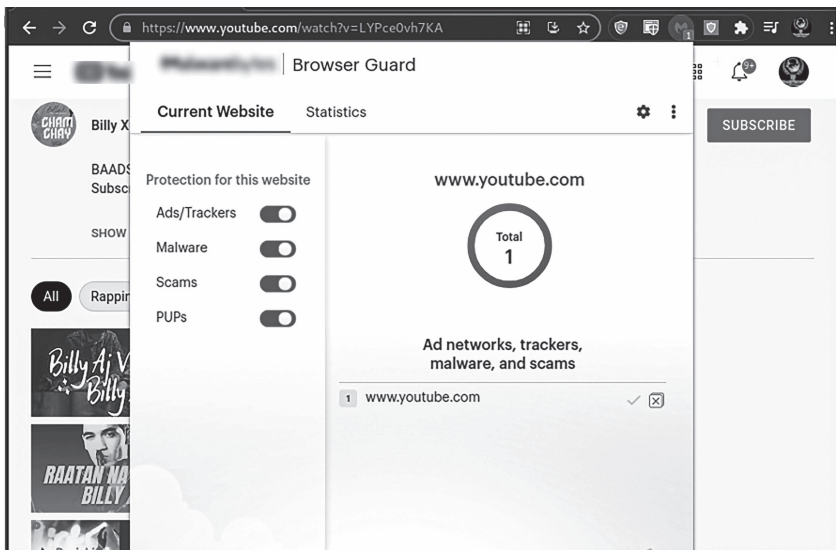 https://www.youtube.com/watch?v=LYPce0vh7KA
1
Browser Guard
9+
Current Website
Statistics
CHAM
CHAY
Billy X
SUBSCRIBE
BAADS
Subsc
SHOW
Protection for this website
Ads/Trackers
Malware
Scams
PUPs
www.youtube.com
Total
1
Ad networks, trackers,
malware, and scams
1 www.youtube.com
All
Rappin
Billy Aj V
Billy
RAATAN NA
BILLY